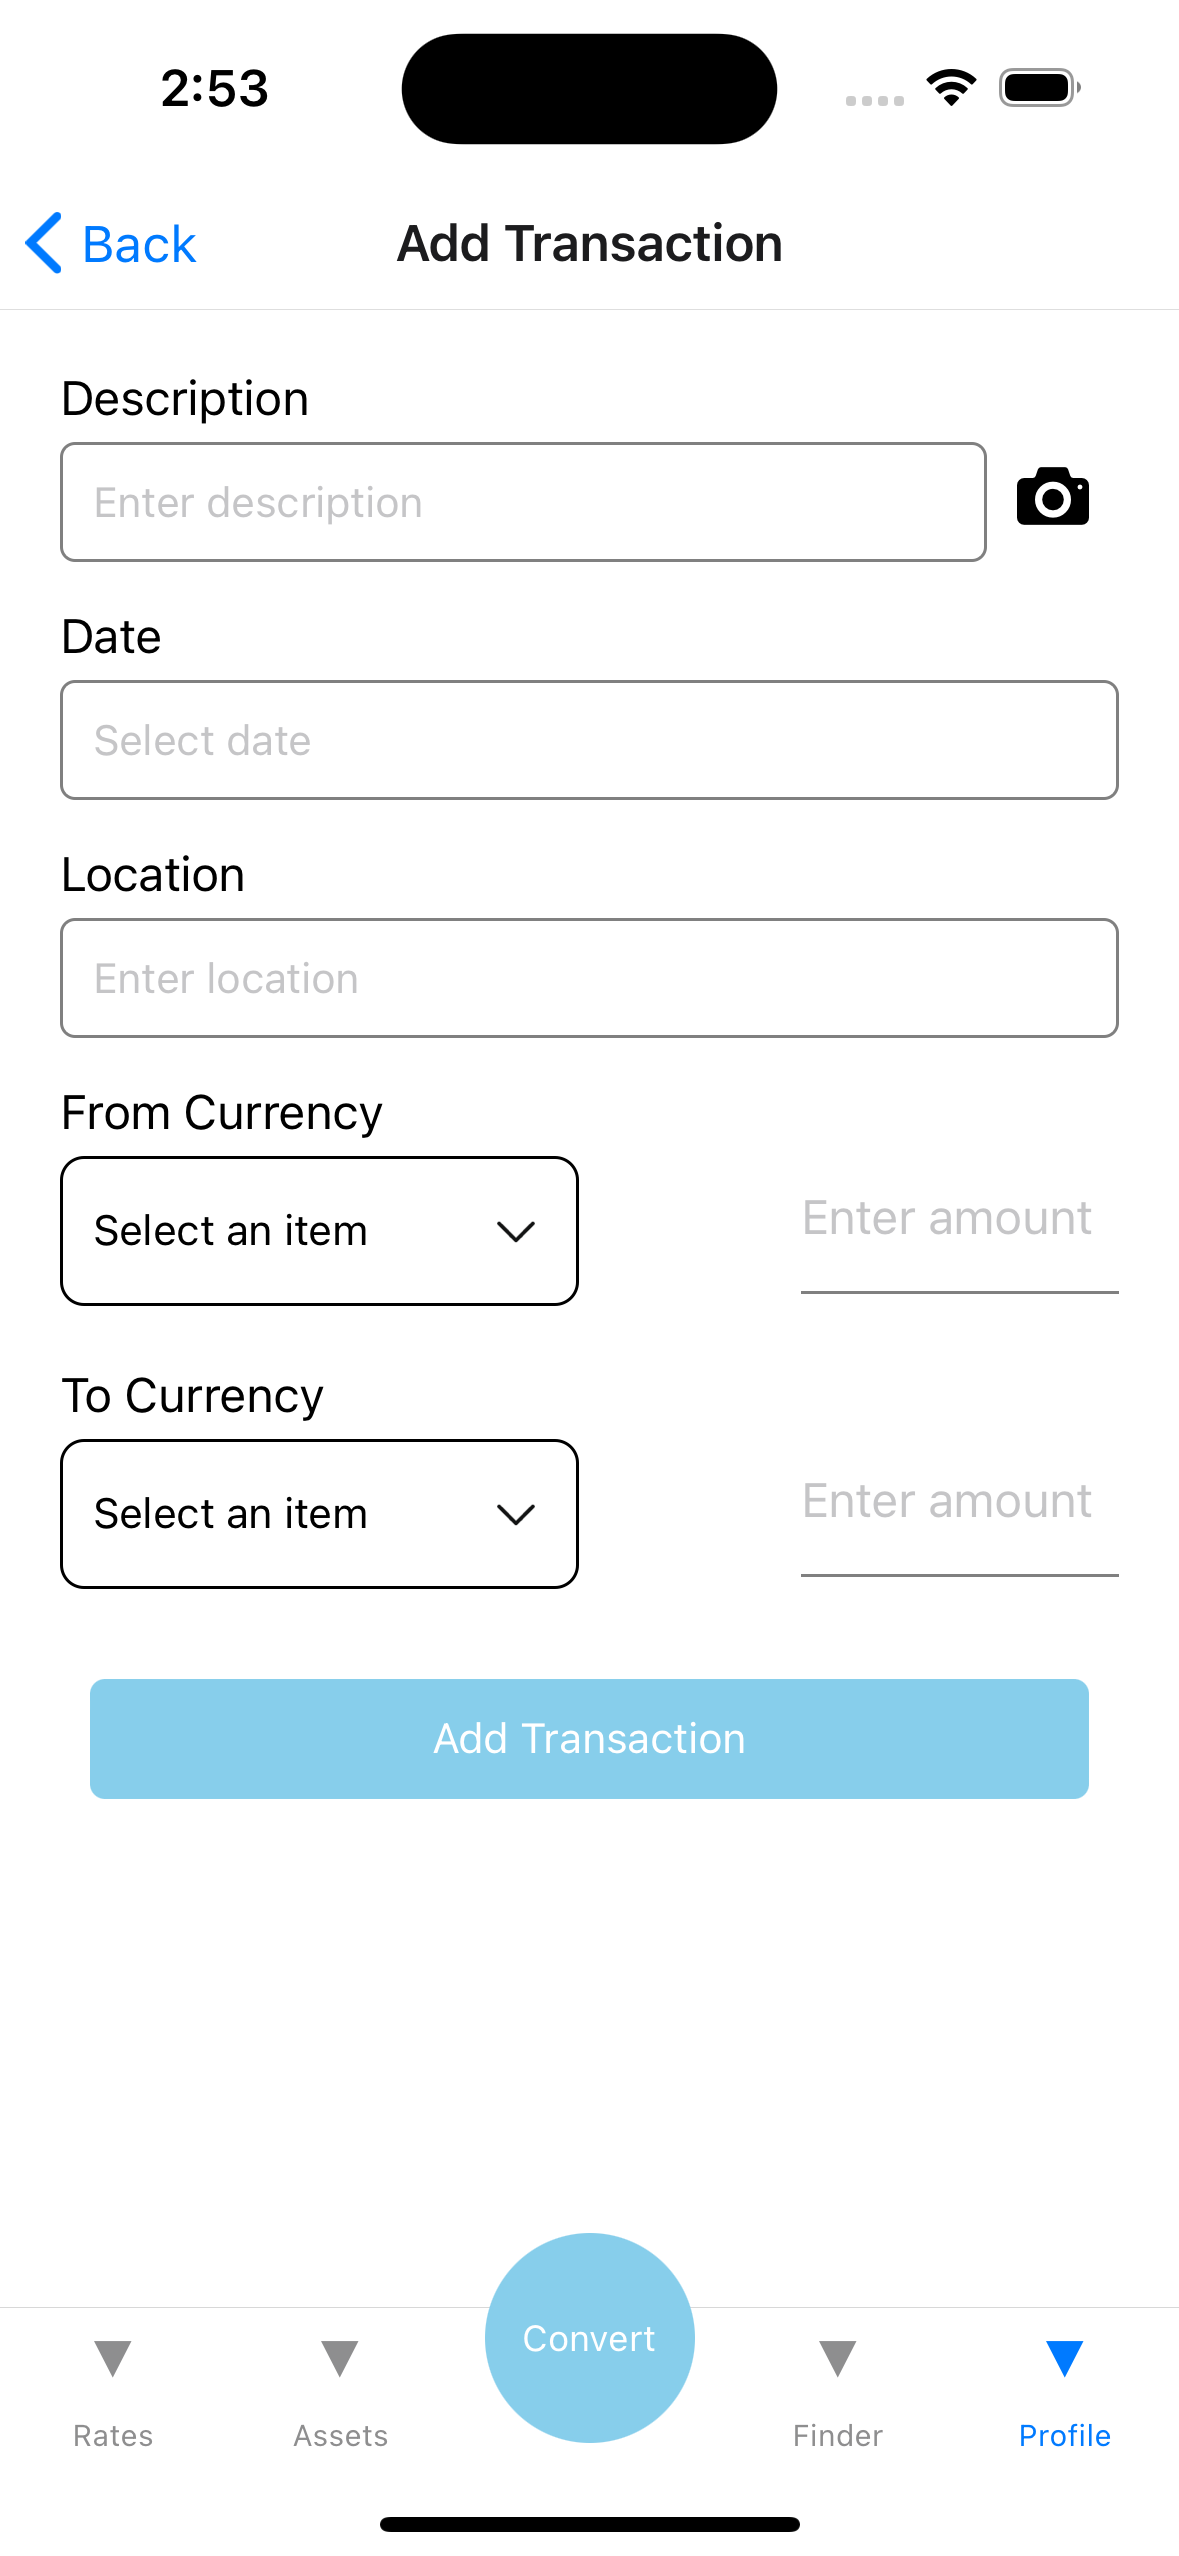 2:53
Back
Add Transaction
Description
Enter description
Date
Select date
Location
Enter location
From Currency
Select an item
Enter amount
To Currency
Select an item
Enter amount
Add Transaction
Convert
Rates
Assets
Finder
Profile